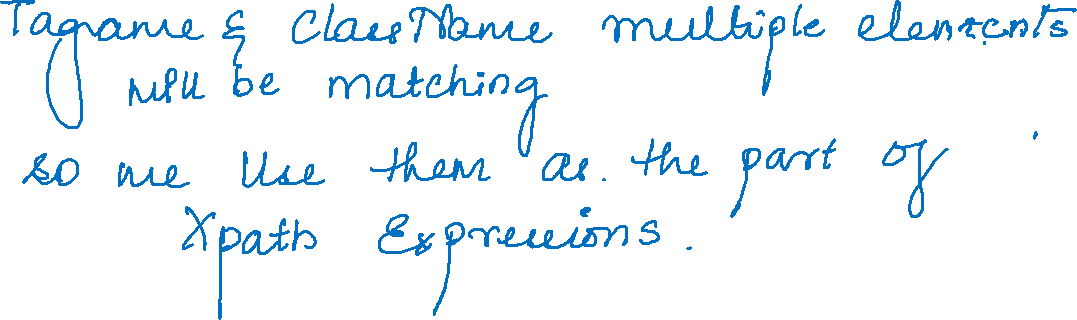 Tagname & ClassName multiple elements
will be matching
so we Use them as. the part of
Xpath Expressions.